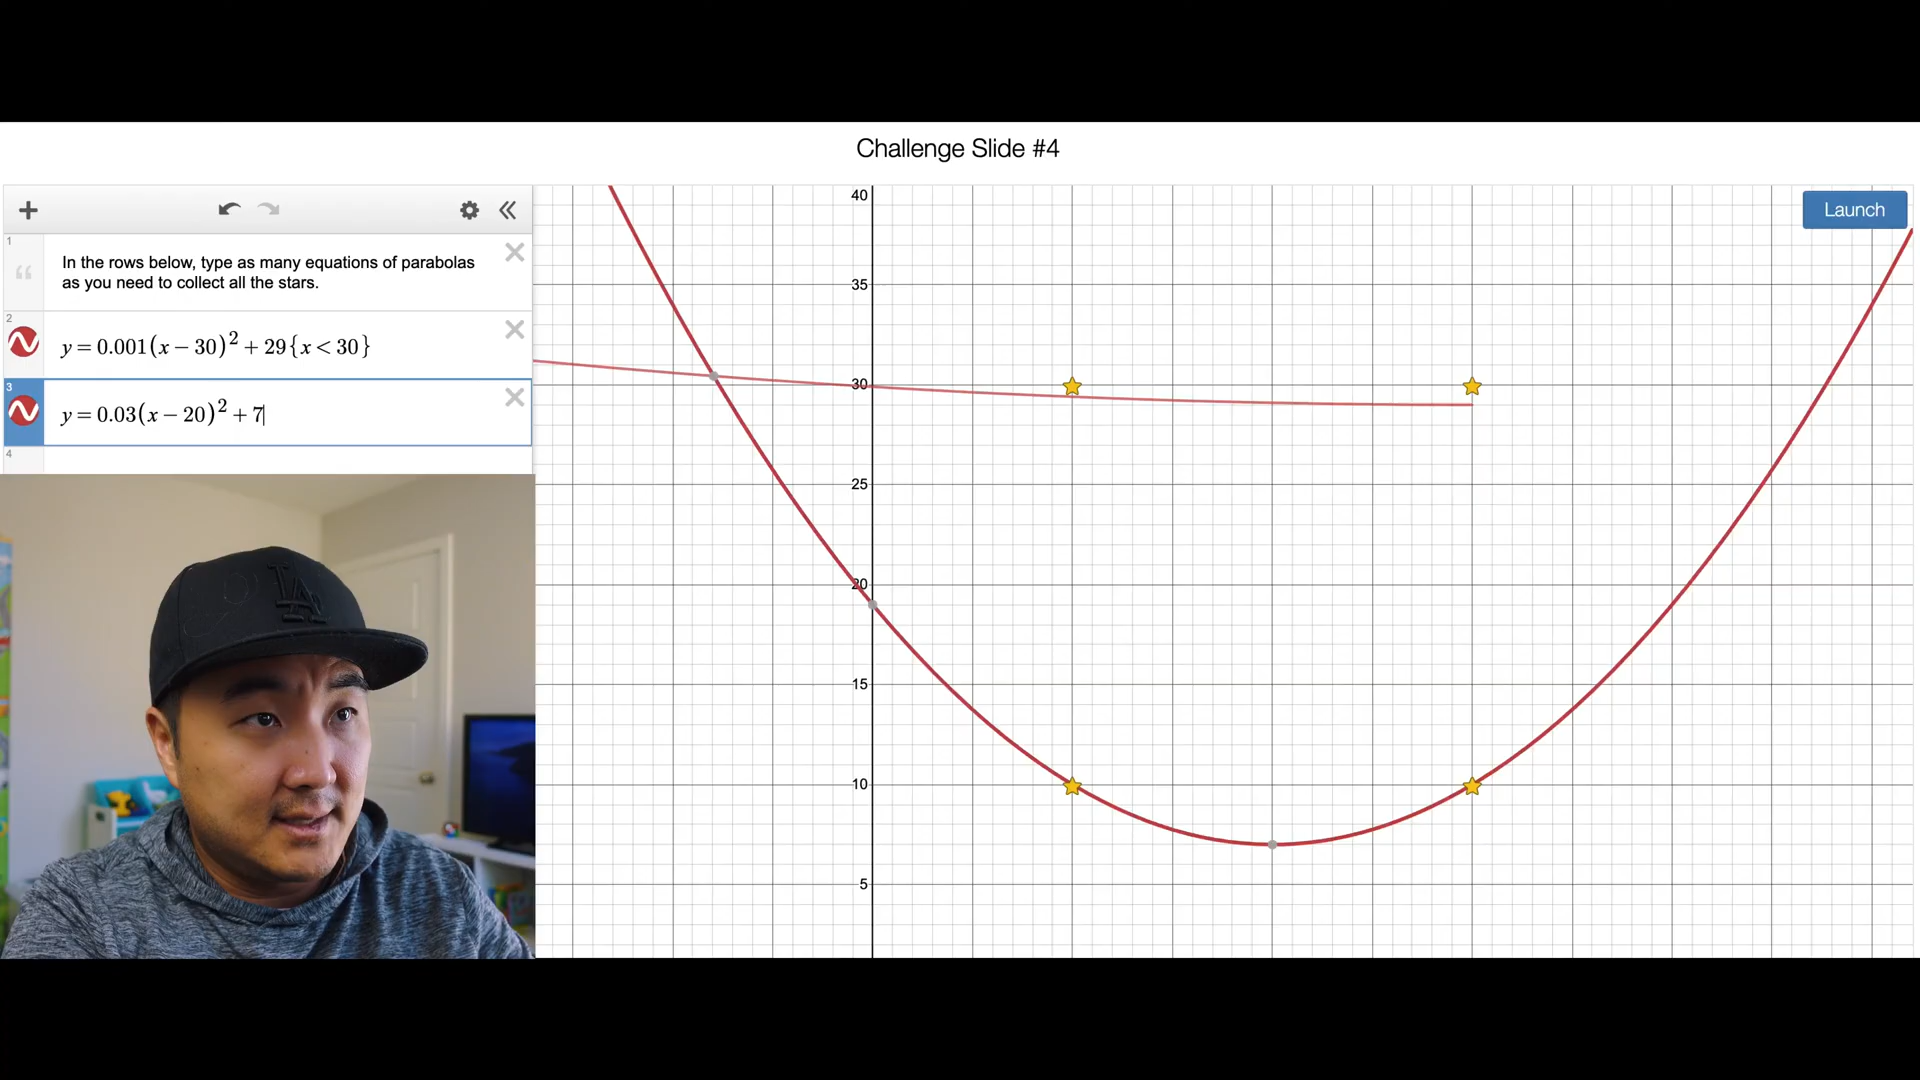 Challenge Slide #4
Launch
1
In the rows below, type as many equations of parabolas
as you need to collect all the stars.
2
y = 0.001(x − 30)² + 29{x < 30}
3
y = 0.03(x − 20)² + 7
4
40
35
30
25
20
15
10
5
LA